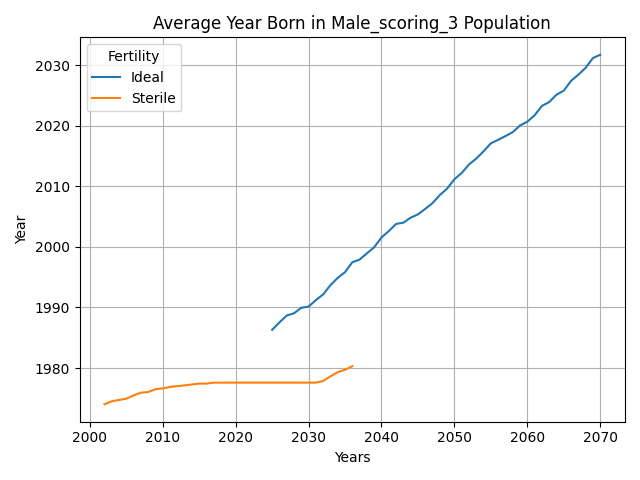 Average Year Born in Male_scoring_3 Population
Fertility
Ideal
Sterile
2030
2020
2010
2000
1990
1980
Year
2000 2010 2020 2030 2040 2050 2060 2070
Years